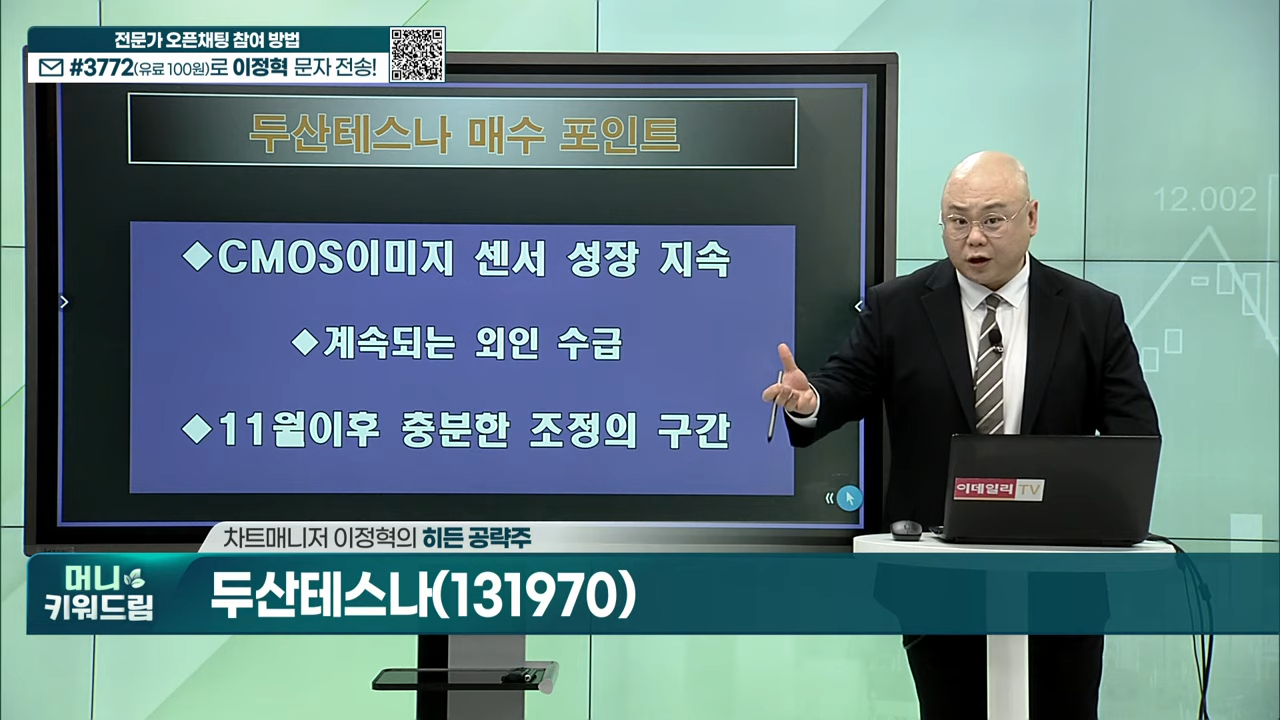 전문가 오픈채팅 참여 방법
#3772(유료 100원)로 이정혁 문자 전송!
두산테스나 매수 포인트
◆CMOS이미지 센서 성장 지속
◆계속되는 외인 수급
◆11월이후 충분한 조정의 구간
12.002
이데일리TV
차트매니저 이정혁의 히든 공략주
머니
키워드림
두산테스나(131970)